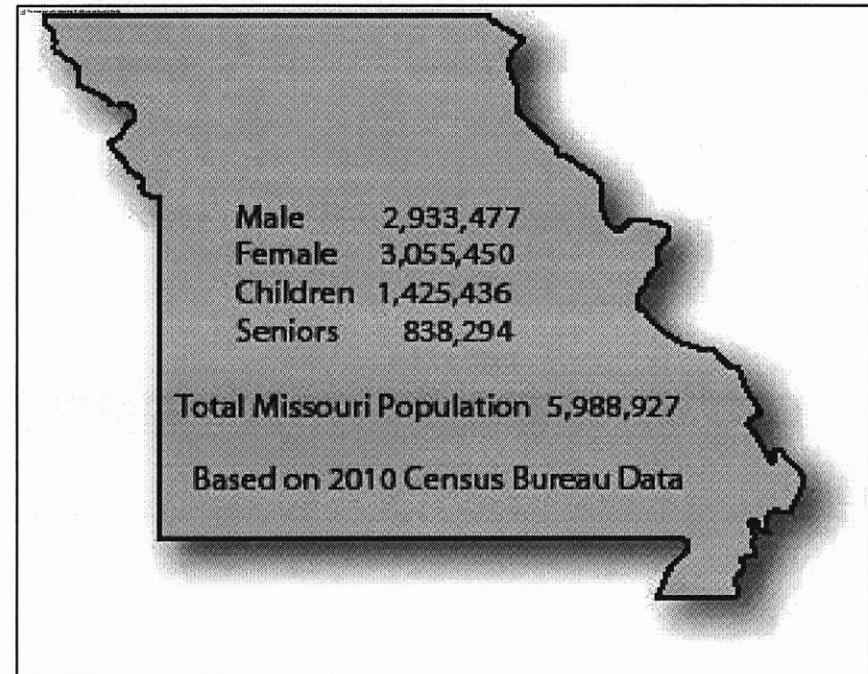 Male 2,933,477
Female 3,055,450
Children 1,425,436
Seniors 838,294
Total Missouri Population 5,988,927
Based on 2010 Census Bureau Data